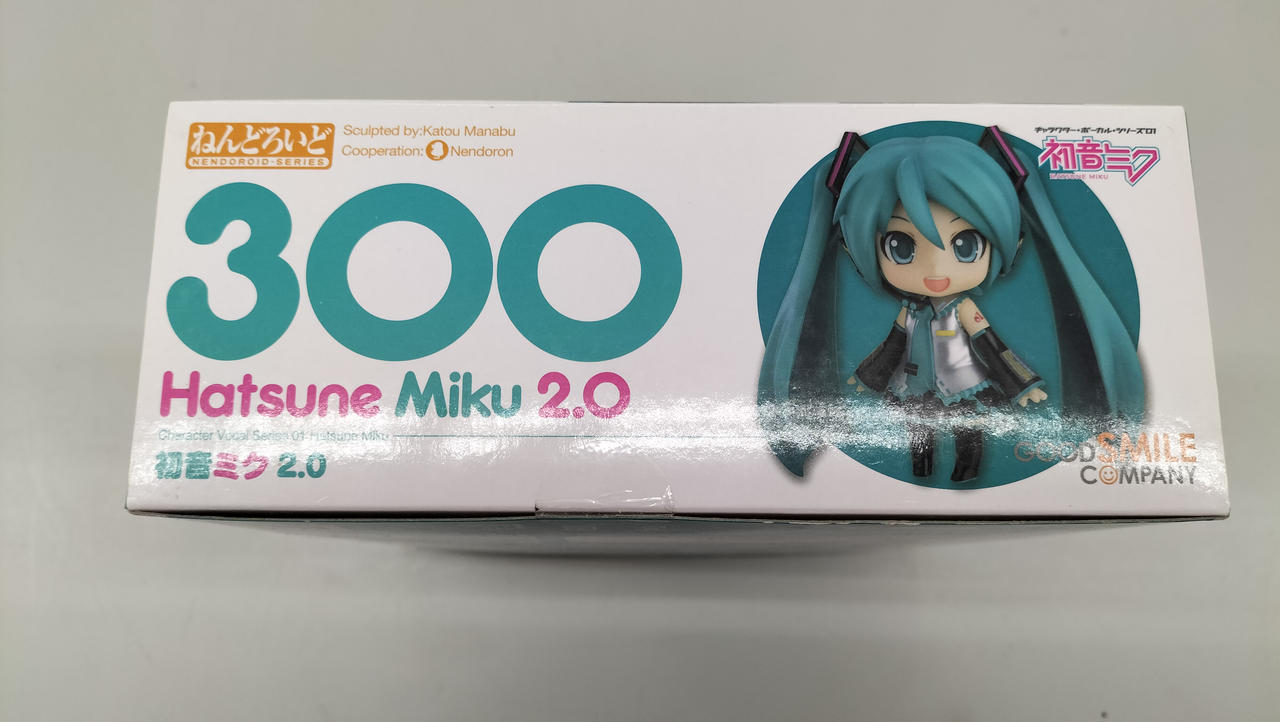 ねんどろいど
NENDOROID-SERIES
Sculpted by:Katou Manabu
Cooperation: Nendoron
300
Hatsune Miku 2.0
Character Vocal Series 01 Hatsune Miku
初音ミク 2.0
キャラクター・ボーカル・シリーズ01
初音ミク
HATSUNE MIKU
GOOD SMILE
COMPANY